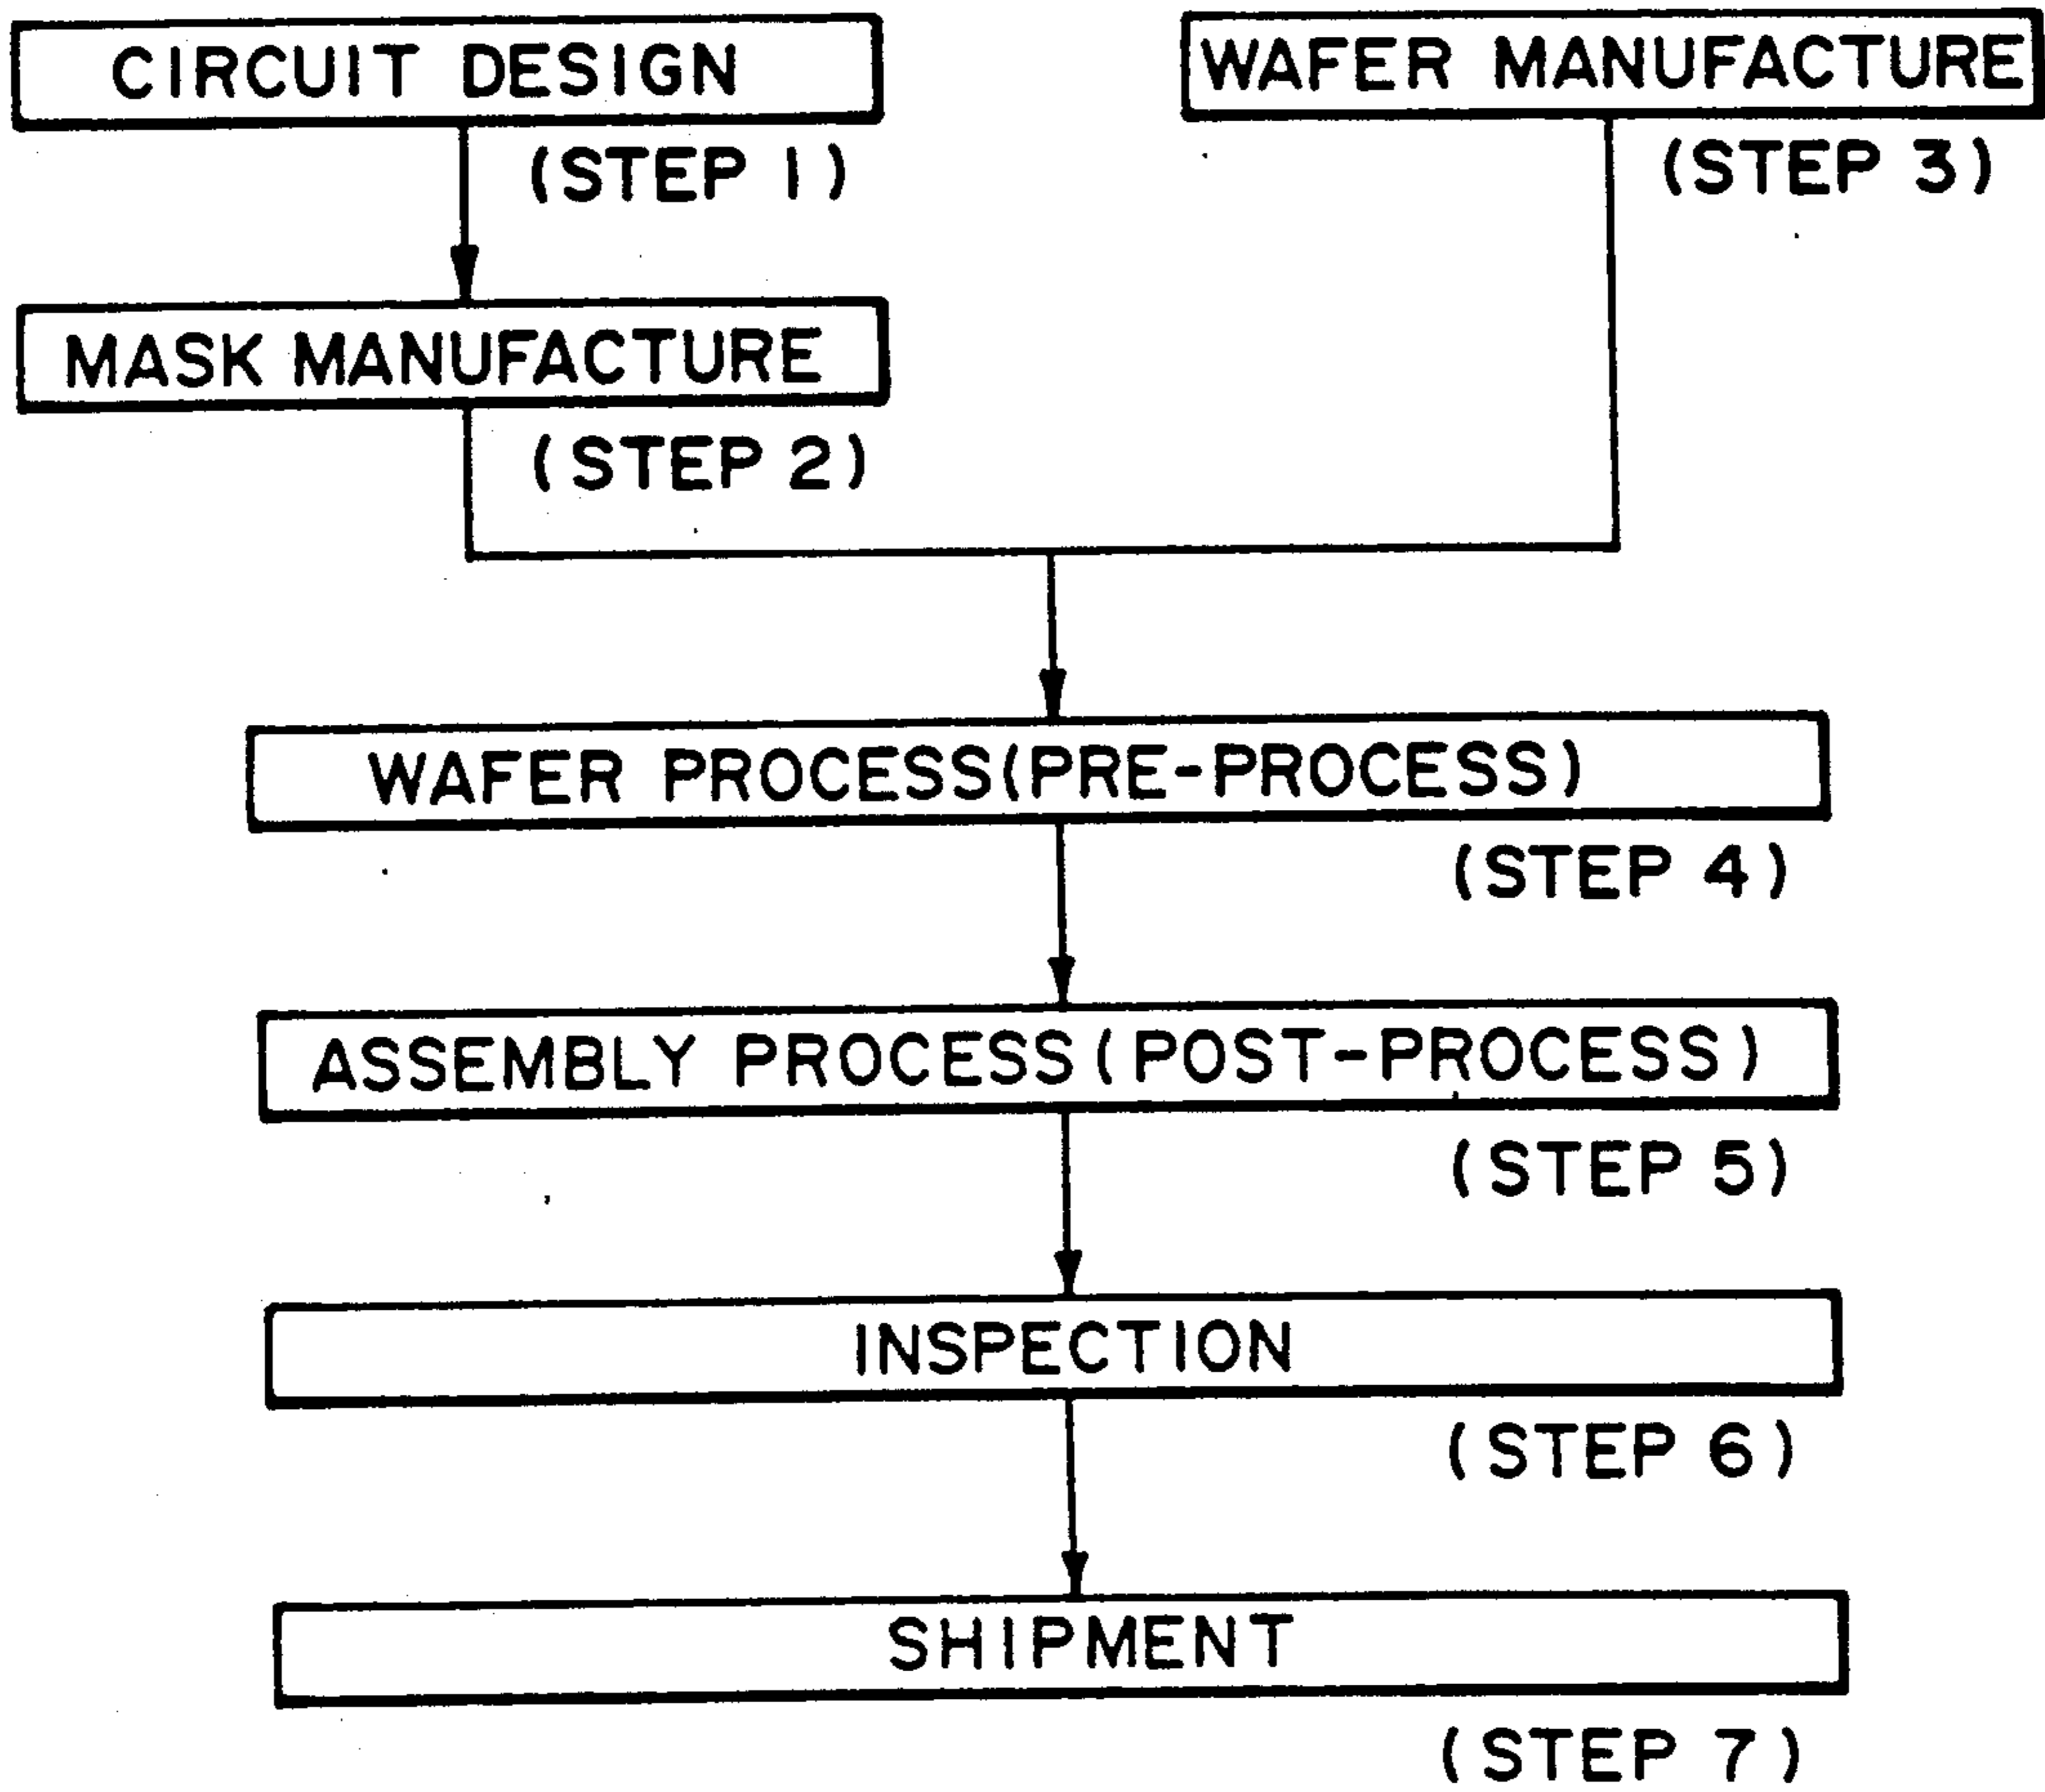 CIRCUIT DESIGN
(STEP 1)
WAFER MANUFACTURE
(STEP 3)
MASK MANUFACTURE
(STEP 2)
WAFER PROCESS(PRE-PROCESS)
(STEP 4)
ASSEMBLY PROCESS(POST-PROCESS)
(STEP 5)
INSPECTION
(STEP 6)
SHIPMENT
(STEP 7)